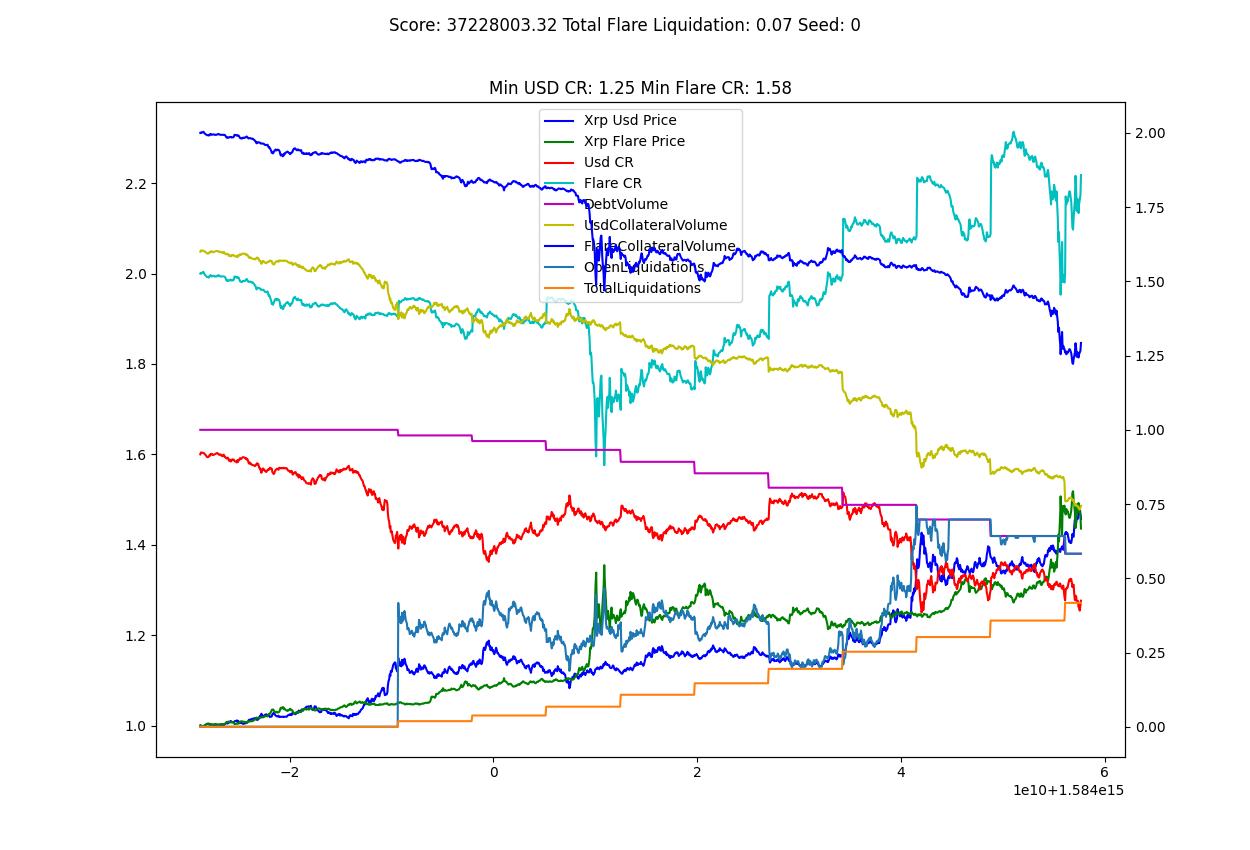 Score: 37228003.32 Total Flare Liquidation: 0.07 Seed: 0
Min USD CR: 1.25 Min Flare CR: 1.58
Xrp Usd Price
Xrp Flare Price
Usd CR
Flare CR
DebtVolume
UsdCollateralVolume
FlareCollateralVolume
OpenLiquidations
TotalLiquidations
2.2
2.0
1.8
1.6
1.4
1.2
1.0
2.00
1.75
1.50
1.25
1.00
0.75
0.50
0.25
0.00
−2 0 2 4 6
1e10+1.584e15